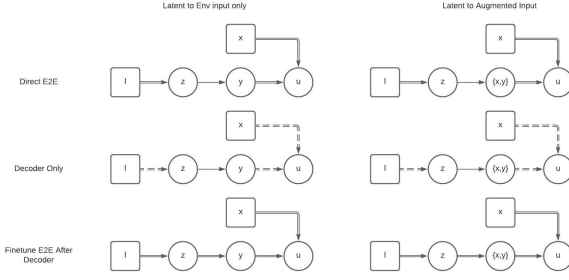 Latent to Env input only
Latent to Augmented Input
Direct E2E
x
I
z
y
u
x
I
z
{x,y}
u
Decoder Only
x
I
z
y
u
x
I
z
{x,y}
u
Finetune E2E After
Decoder
x
I
z
y
u
x
I
z
{x,y}
u